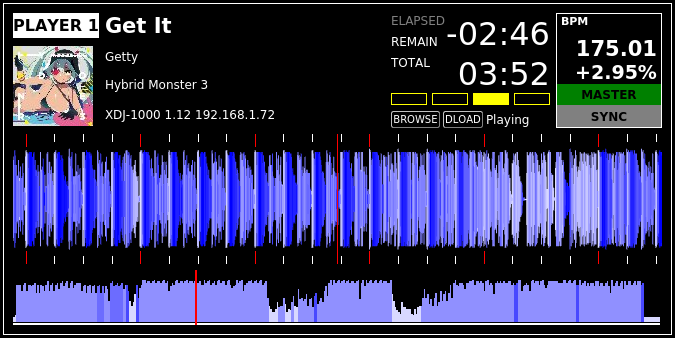 PLAYER 1
Get It
Getty
Hybrid Monster 3
XDJ-1000 1.12 192.168.1.72
ELAPSED
REMAIN
-02:46
TOTAL
03:52
BROWSE
DLOAD
Playing
BPM
175.01
+2.95%
MASTER
SYNC